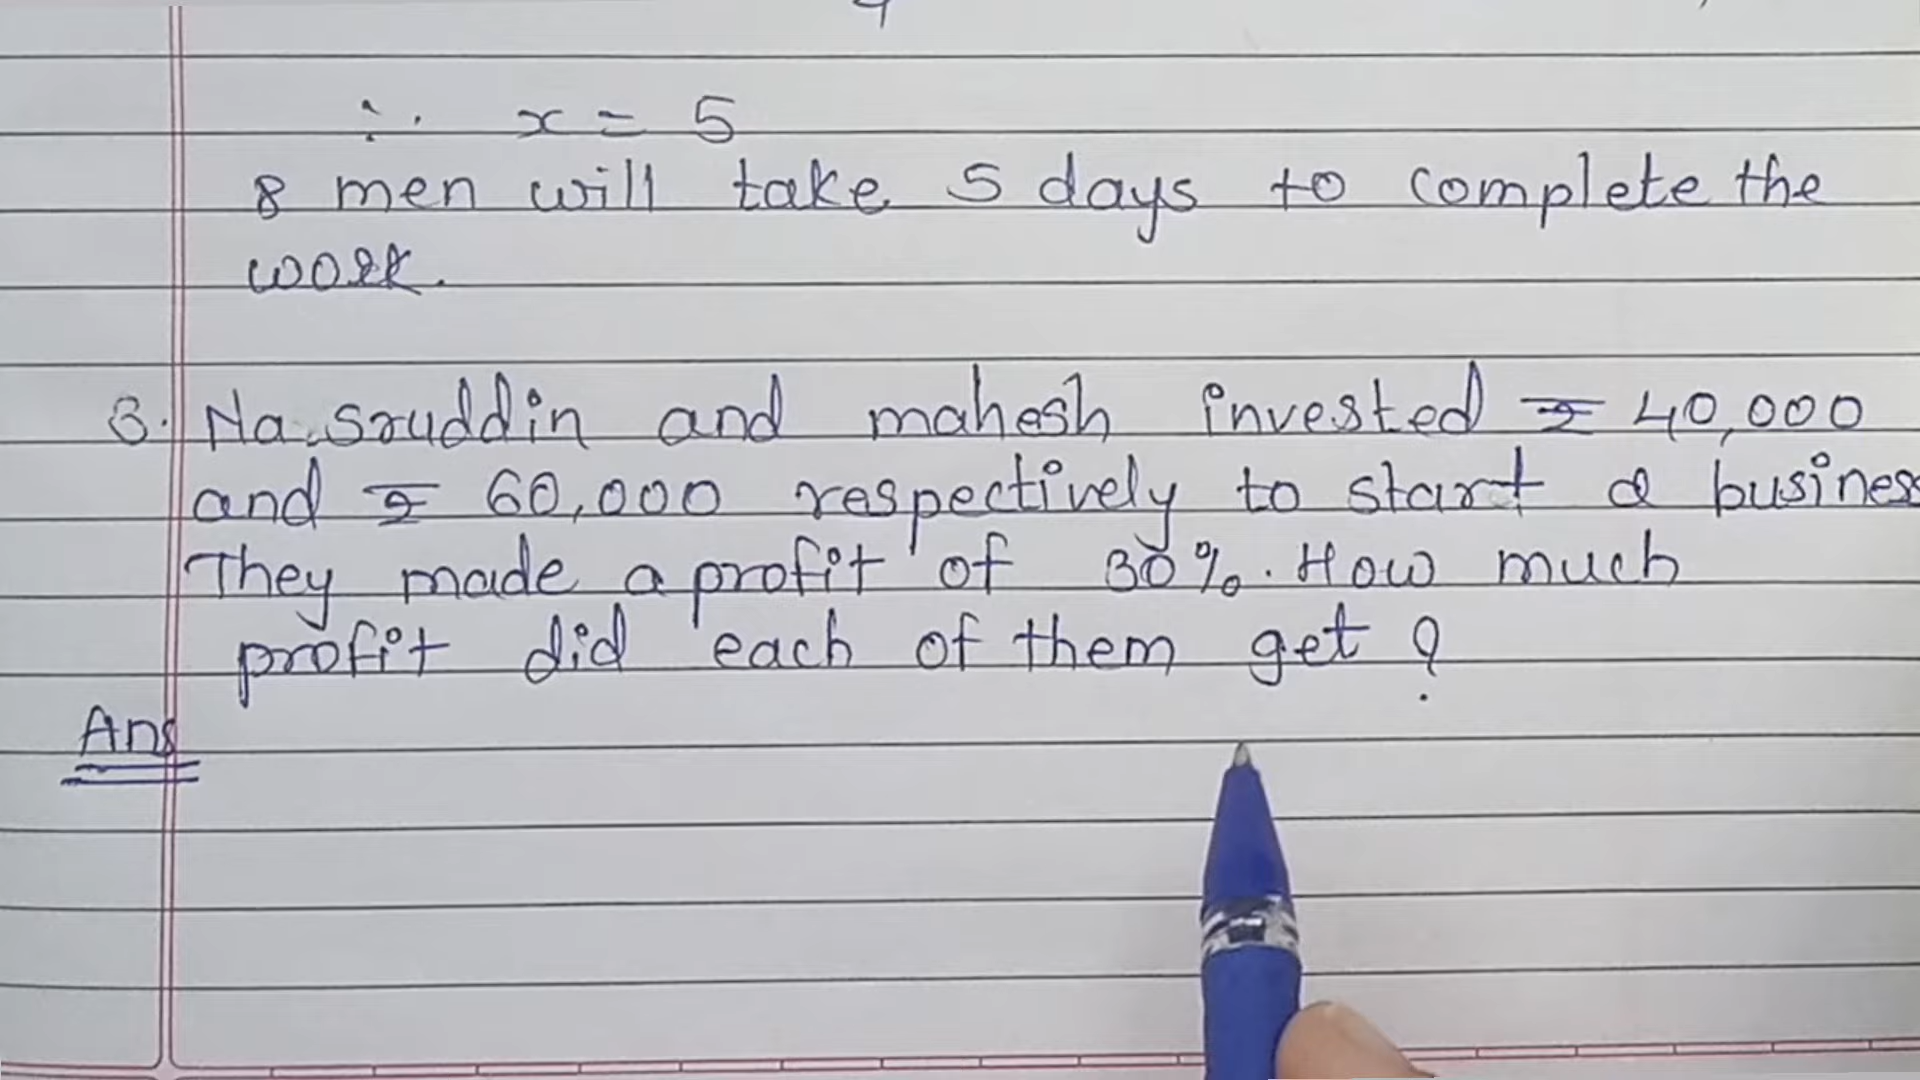 ∴ x = 5
8 men will take 5 days to complete the
work.
3. Nasruddin and mahesh invested ₹ 40,000
and ₹ 60,000 respectively to start a business
They made a profit of 30%. How much
profit did each of them get ?
Ans